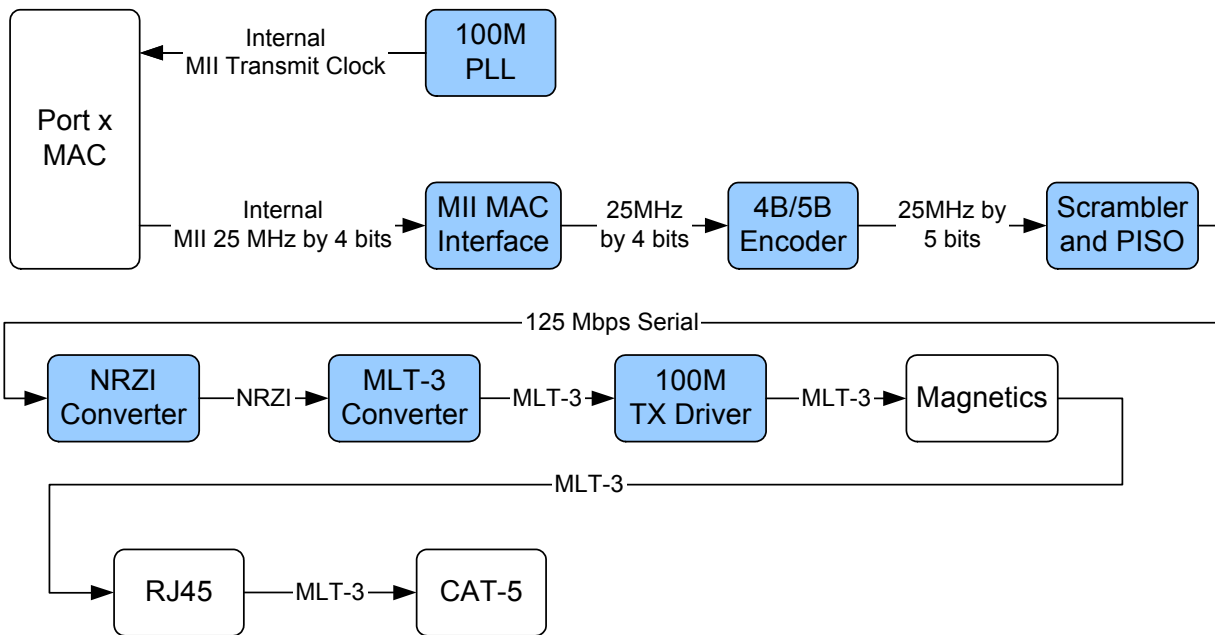 Port x
MAC
Internal
MII Transmit Clock
100M
PLL
Internal
MII 25 MHz by 4 bits
MII MAC
Interface
25MHz
by 4 bits
4B/5B
Encoder
25MHz by
5 bits
Scrambler
and PISO
125 Mbps Serial
NRZI
Converter
NRZI
MLT-3
Converter
MLT-3
100M
TX Driver
MLT-3
Magnetics
MLT-3
RJ45
MLT-3
CAT-5